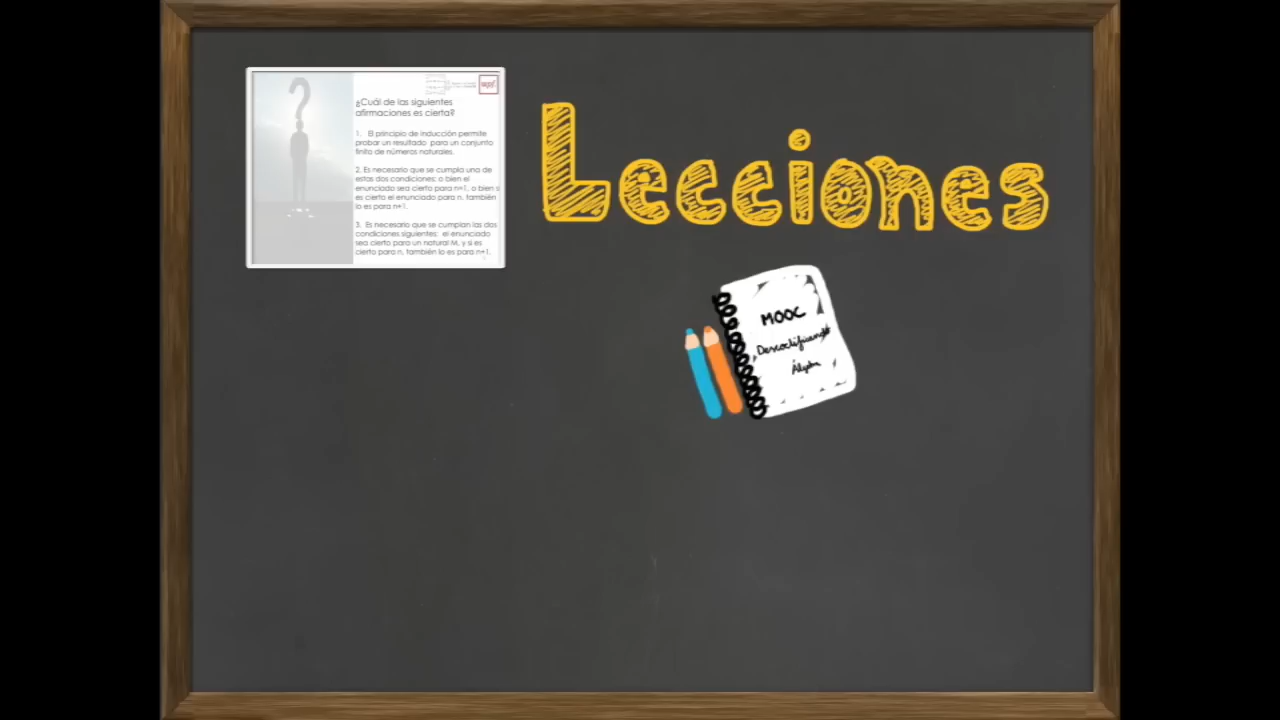 ¿Cuál de las siguientes
afirmaciones es cierta?
1. El principio de inducción permite
probar un resultado para un conjunto
finito de números naturales.
2. Es necesario que se cumpla una de
estas dos condiciones: o bien el
enunciado sea cierto para n=1, o bien si
es cierto el enunciado para n, también
lo es para n+1.
3. Es necesario que se cumplan las dos
condiciones siguientes: el enunciado
sea cierto para un natural M, y si es
cierto para n, también lo es para n+1.
Lecciones
MOOC
Descodificando
Álgebra